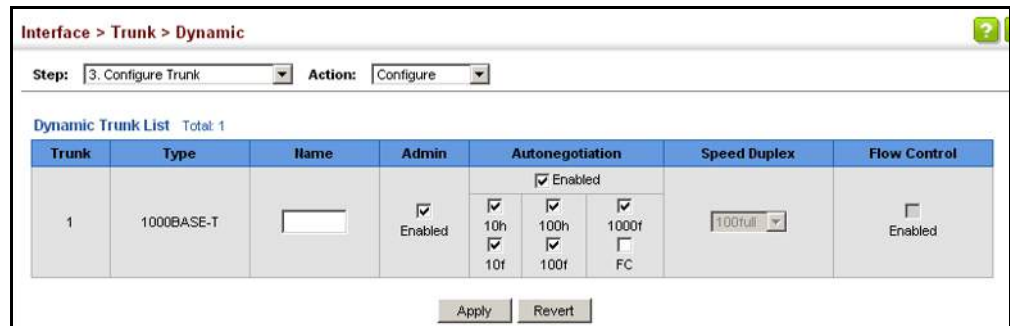 Interface > Trunk > Dynamic
?
Step: 3. Configure Trunk Action: Configure
Dynamic Trunk List Total: 1
Trunk Type Name Admin Autonegotiation Speed Duplex Flow Control
Enabled
1 1000BASE-T Enabled 10h 100h 1000f 100full Enabled
10f 100f FC
Apply Revert